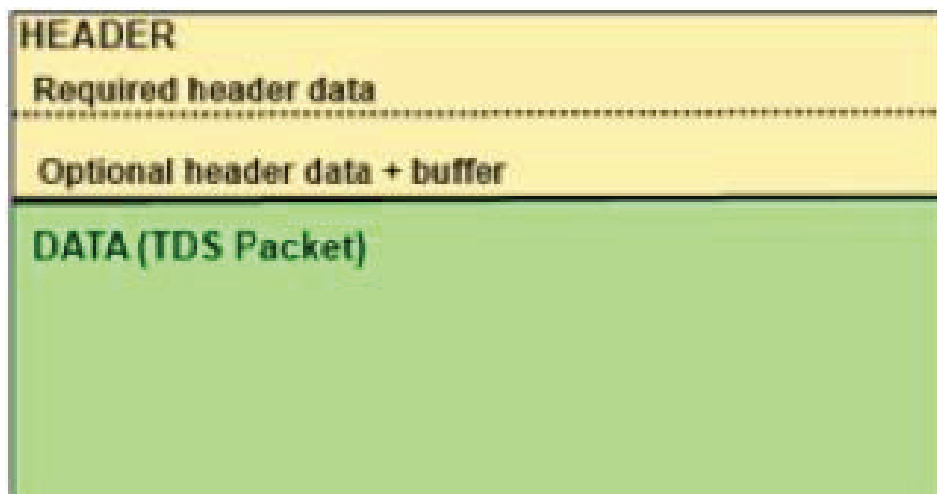 HEADER
Required header data
Optional header data + buffer
DATA (TDS Packet)